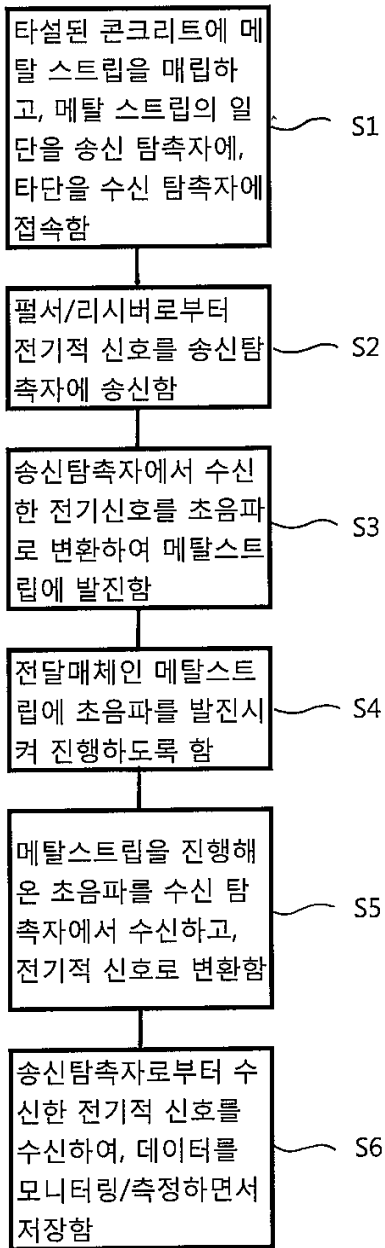 타설된 콘크리트에 메
탈 스트립을 매립하
고, 메탈 스트립의 일
단을 송신 탐촉자에,
타단을 수신 탐촉자에
접속함
S1
펄서/리시버로부터
전기적 신호를 송신탐
촉자에 송신함
S2
송신탐촉자에서 수신
한 전기신호를 초음파
로 변환하여 메탈스트
립에 발진함
S3
전달매체인 메탈스트
립에 초음파를 발진시
켜 진행하도록 함
S4
메탈스트립을 진행해
온 초음파를 수신 탐
촉자에서 수신하고,
전기적 신호로 변환함
S5
송신탐촉자로부터 수
신한 전기적 신호를
수신하여, 데이터를
모니터링/측정하면서
저장함
S6